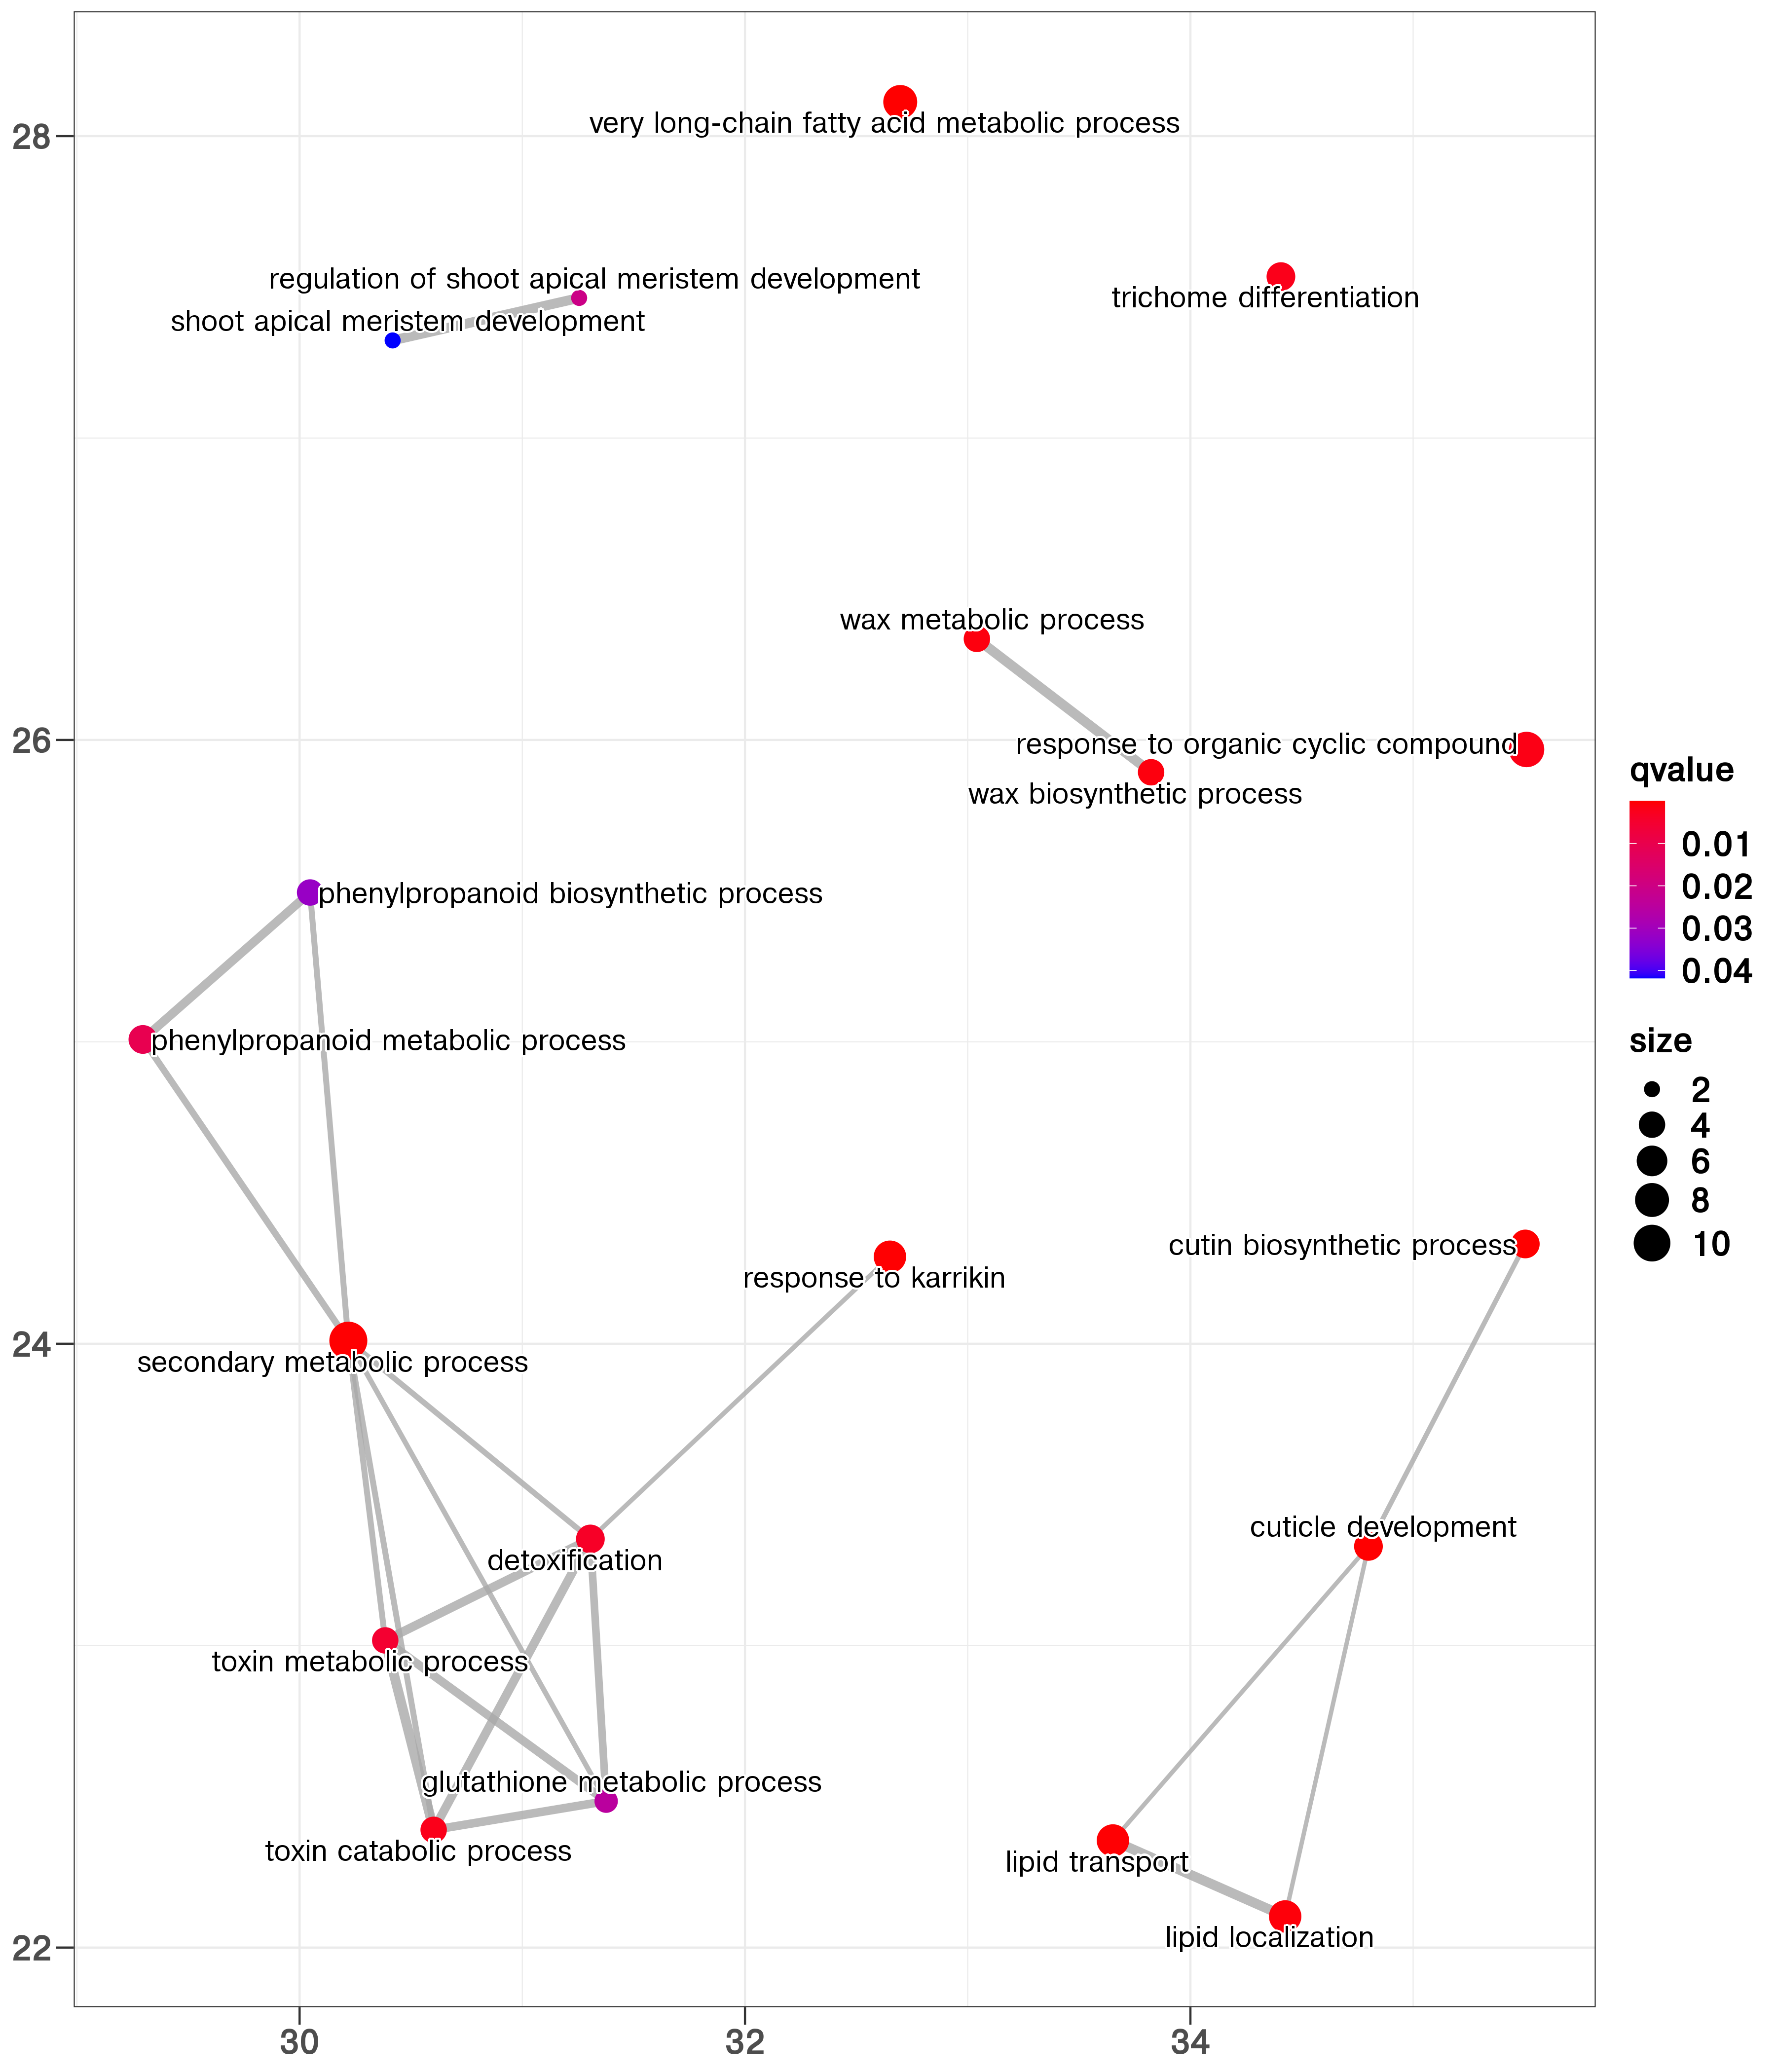 very long-chain fatty acid metabolic process
28
regulation of shoot apical meristem development
trichome differentiation
shoot apical meristem development
wax metabolic process
26
response to organic cyclic compound
wax biosynthetic process
phenylpropanoid biosynthetic process
phenylpropanoid metabolic process
response to karrikin
cutin biosynthetic process
24
secondary metabolic process
cuticle development
detoxification
toxin metabolic process
glutathione metabolic process
toxin catabolic process
lipid transport
lipid localization
22
30
32
34
qvalue
0.01
0.02
0.03
0.04
size
2
4
6
8
10